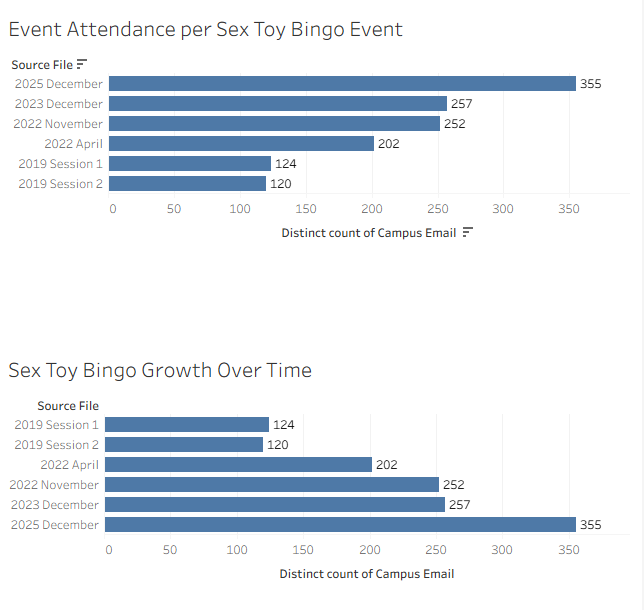 Event Attendance per Sex Toy Bingo Event
Source File
2025 December 355
2023 December 257
2022 November 252
2022 April 202
2019 Session 1 124
2019 Session 2 120
0 50 100 150 200 250 300 350
Distinct count of Campus Email
Sex Toy Bingo Growth Over Time
Source File
2019 Session 1 124
2019 Session 2 120
2022 April 202
2022 November 252
2023 December 257
2025 December 355
0 50 100 150 200 250 300 350
Distinct count of Campus Email